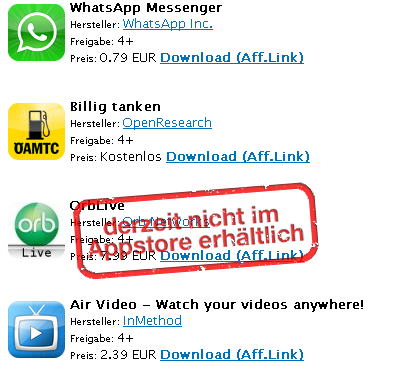 WhatsApp Messenger
Hersteller: WhatsApp Inc.
Freigabe: 4+
Preis: 0.79 EUR Download (Aff.Link)
Billig tanken
Hersteller: OpenResearch
Freigabe: 4+
Preis: Kostenlos Download (Aff.Link)
ÖAMTC
OrbLive
Hersteller: Orb Networks
Freigabe: 4+
Preis: 7.99 EUR Download (Aff.Link)
orb
Live
derzeit nicht im
Appstore erhältlich
Air Video – Watch your videos anywhere!
Hersteller: InMethod
Freigabe: 4+
Preis: 2.39 EUR Download (Aff.Link)